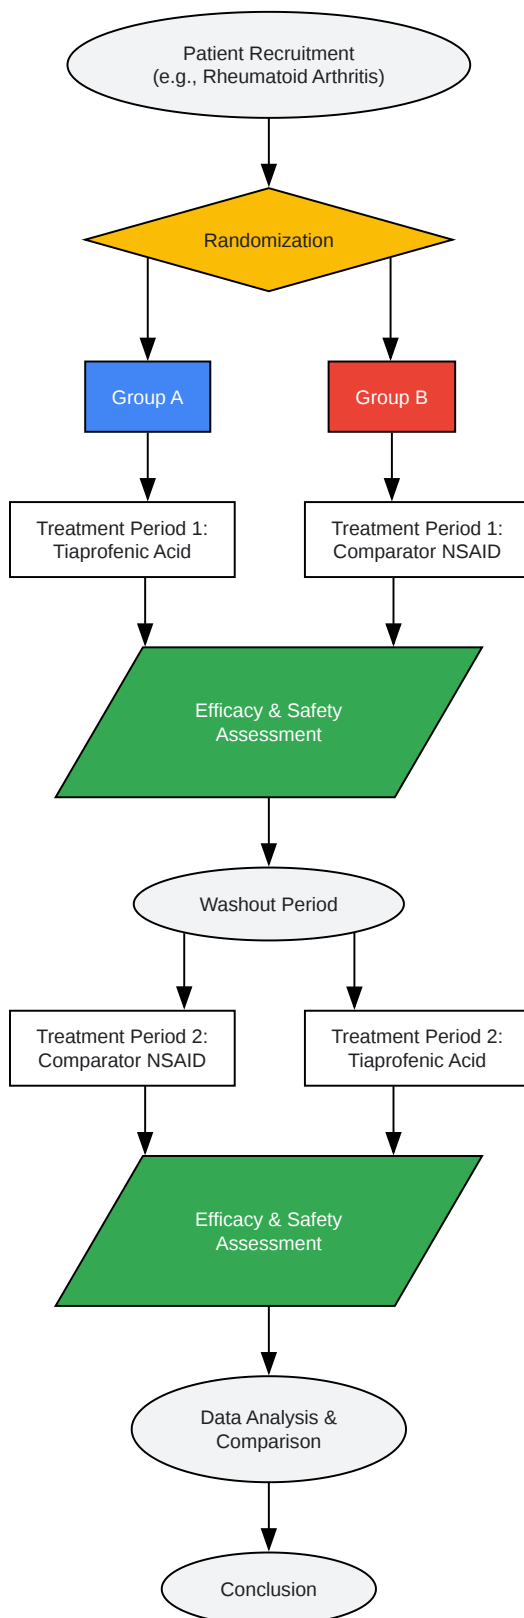 Patient Recruitment
(e.g., Rheumatoid Arthritis)
Randomization
Group A
Group B
Treatment Period 1:
Tiaprofenic Acid
Treatment Period 1:
Comparator NSAID
Efficacy & Safety
Assessment
Washout Period
Treatment Period 2:
Comparator NSAID
Treatment Period 2:
Tiaprofenic Acid
Efficacy & Safety
Assessment
Data Analysis &
Comparison
Conclusion